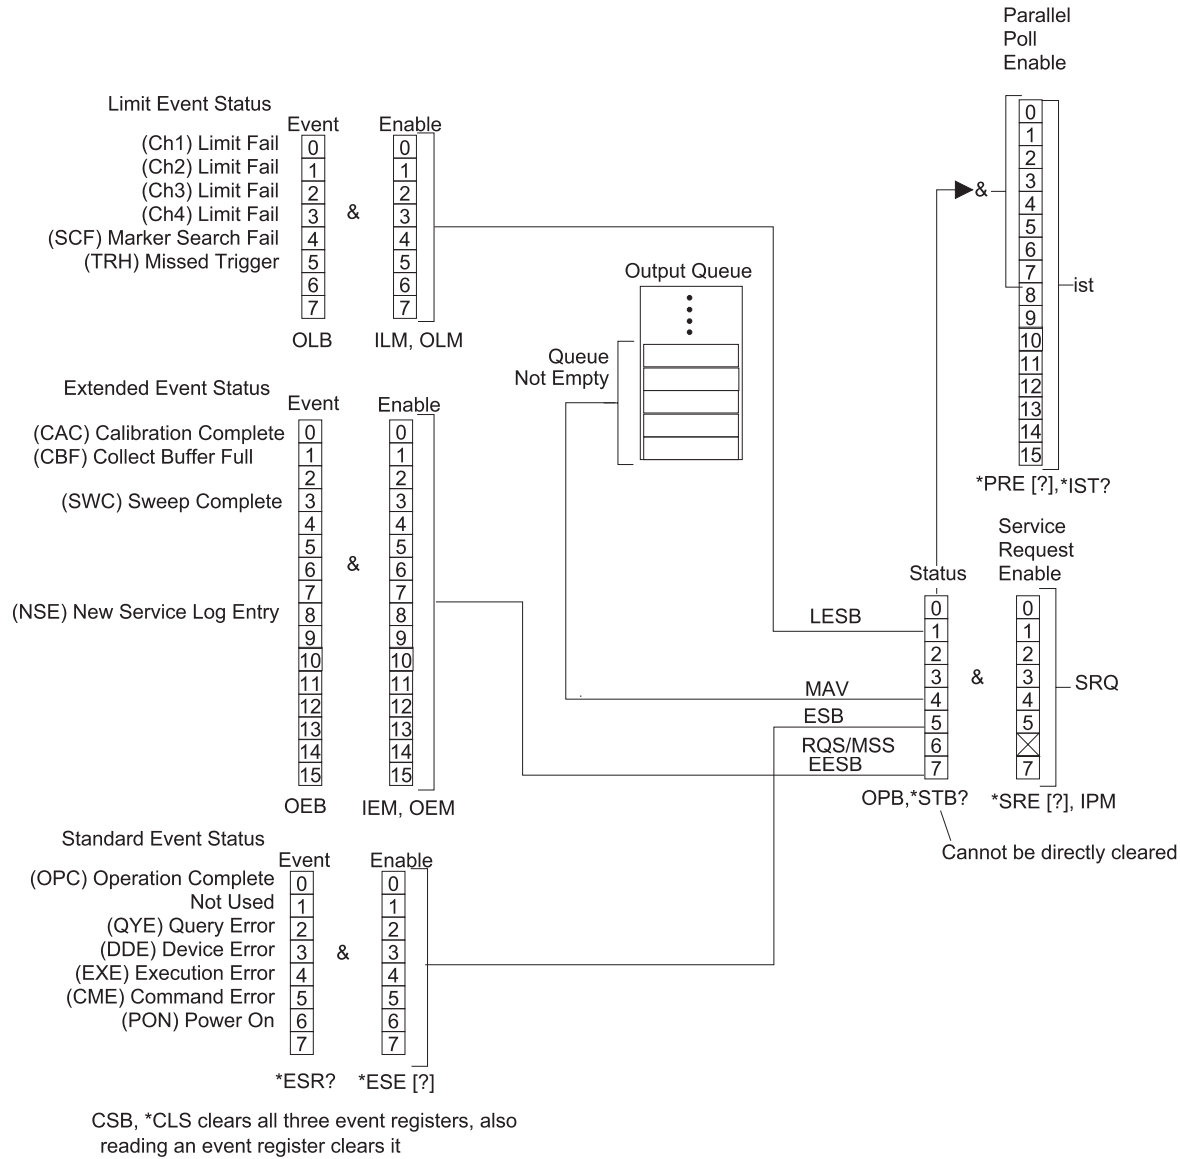 Parallel
Poll
Enable
0
1
2
3
4
5
6
7
8
9
10
11
12
13
14
15
&
ist
*PRE [?],*IST?
Limit Event Status
Event
Enable
(Ch1) Limit Fail
(Ch2) Limit Fail
(Ch3) Limit Fail
(Ch4) Limit Fail
(SCF) Marker Search Fail
(TRH) Missed Trigger
0
1
2
3
4
5
6
7
&
0
1
2
3
4
5
6
7
OLB
ILM, OLM
Output Queue
Queue
Not Empty
Extended Event Status
Event
Enable
(CAC) Calibration Complete
(CBF) Collect Buffer Full
(SWC) Sweep Complete
(NSE) New Service Log Entry
0
1
2
3
4
5
6
7
8
9
10
11
12
13
14
15
&
0
1
2
3
4
5
6
7
8
9
10
11
12
13
14
15
OEB
IEM, OEM
LESB
MAV
ESB
RQS/MSS
EESB
Status
0
1
2
3
4
5
6
7
&
Service
Request
Enable
0
1
2
3
4
5
7
SRQ
OPB,*STB?
*SRE [?], IPM
Cannot be directly cleared
Standard Event Status
Event
Enable
(OPC) Operation Complete
Not Used
(QYE) Query Error
(DDE) Device Error
(EXE) Execution Error
(CME) Command Error
(PON) Power On
0
1
2
3
4
5
6
7
&
0
1
2
3
4
5
6
7
*ESR?
*ESE [?]
CSB, *CLS clears all three event registers, also
reading an event register clears it